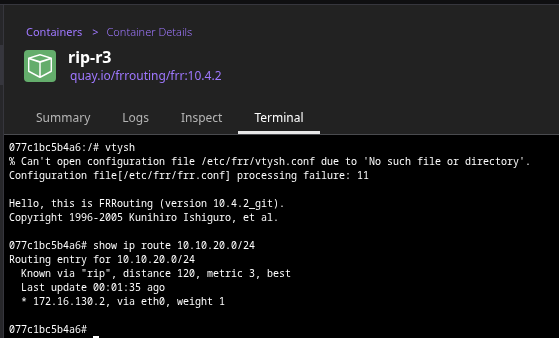 Containers > Container Details
rip-r3
quay.io/frrouting/frr:10.4.2
Summary Logs Inspect Terminal
077c1bc5b4a6:/# vtysh
% Can't open configuration file /etc/frr/vtysh.conf due to 'No such file or directory'.
Configuration file[/etc/frr/frr.conf] processing failure: 11
Hello, this is FRRouting (version 10.4.2_git).
Copyright 1996-2005 Kunihiro Ishiguro, et al.
077c1bc5b4a6# show ip route 10.10.20.0/24
Routing entry for 10.10.20.0/24
  Known via "rip", distance 120, metric 3, best
  Last update 00:01:35 ago
  * 172.16.130.2, via eth0, weight 1
077c1bc5b4a6#